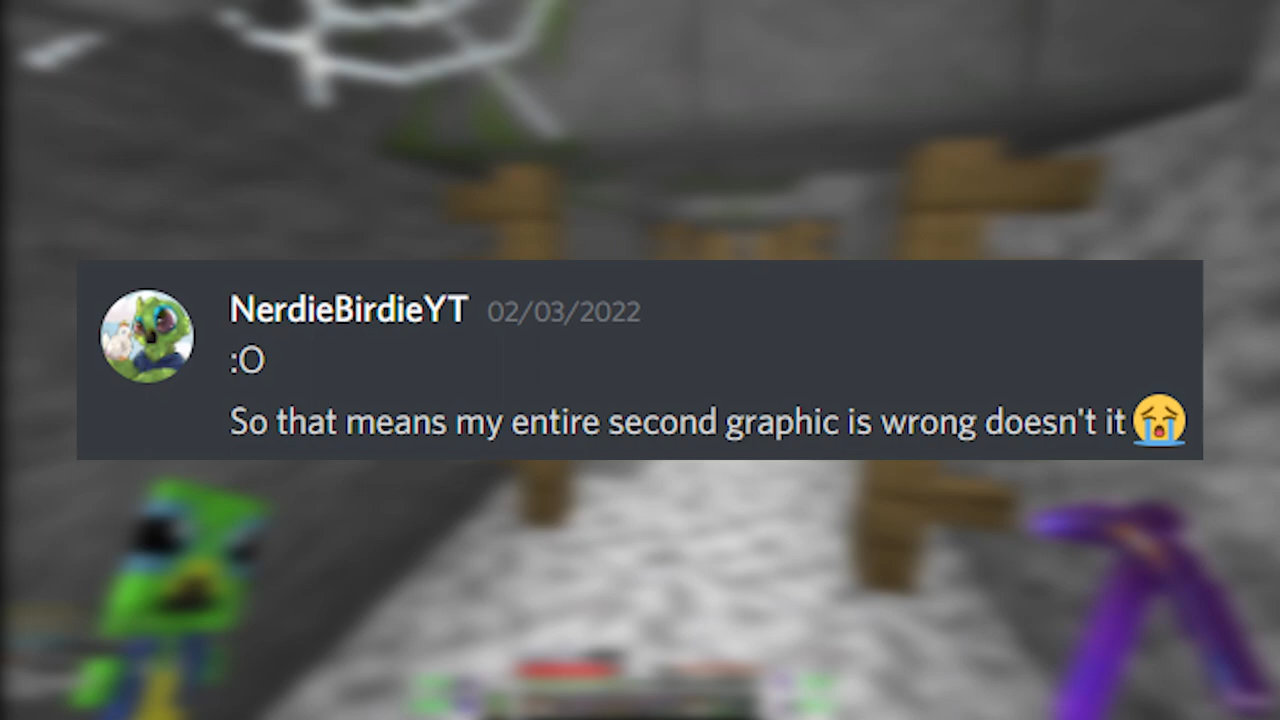 NerdieBirdieYT 02/03/2022
:O
So that means my entire second graphic is wrong doesn't it 😭